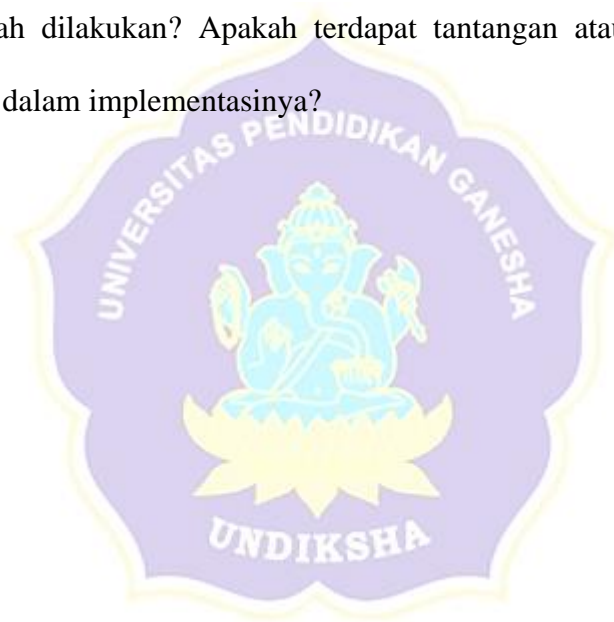 ah dilakukan? Apakah terdapat tantangan atau
dalam implementasinya?
UNIVERSITAS PENDIDIKAN GANESHA
UNDIKSHA